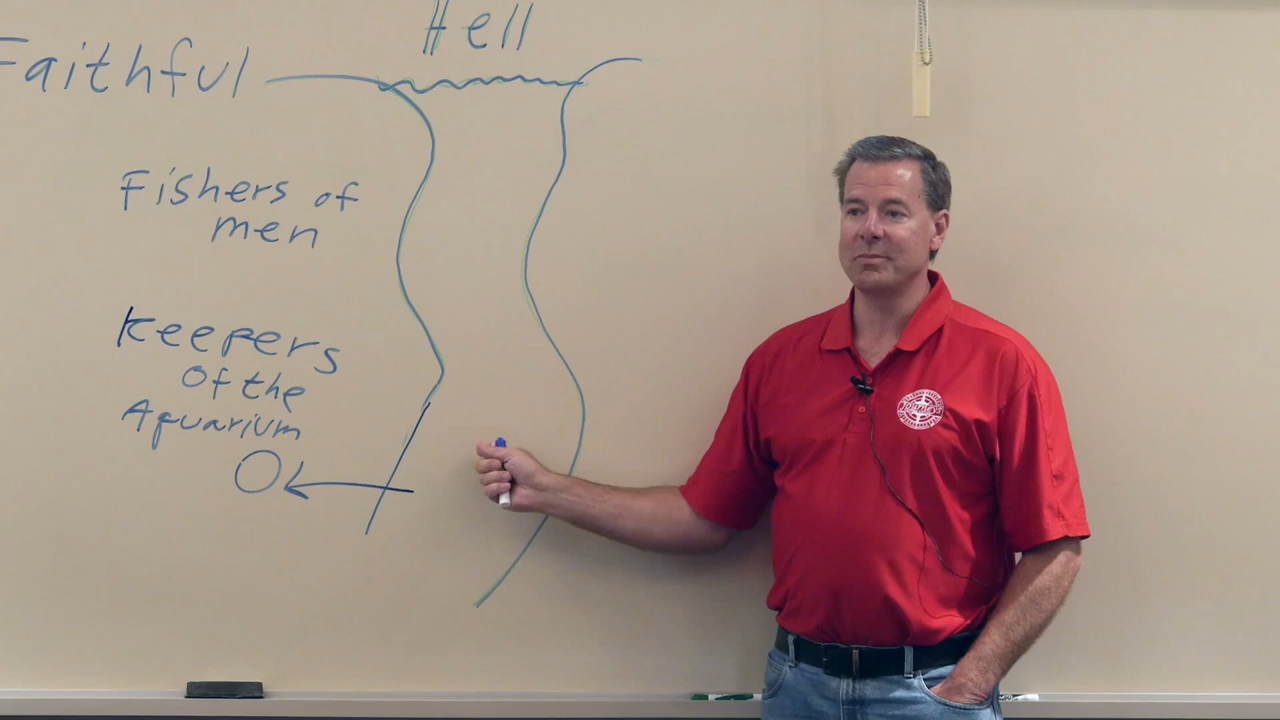 Hell
Faithful
Fishers of
men
Keepers
Of the
Aquarium